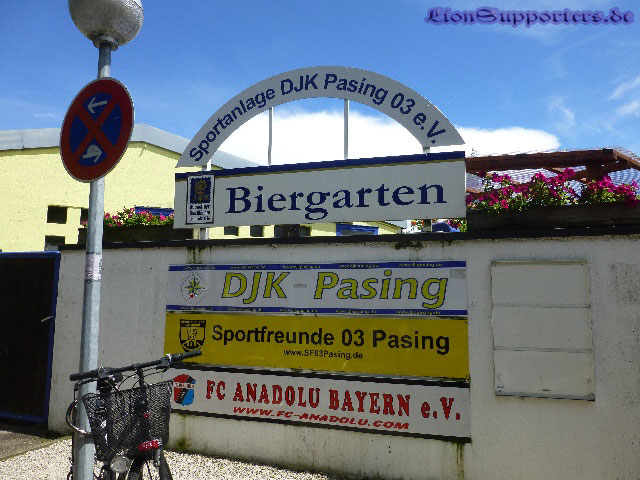 LionSupporters.de
Sportanlage DJK Pasing 03 e.V.
Biergarten
DJK - Pasing
Sportfreunde 03 Pasing
www.SF03Pasing.de
FC ANADOLU BAYERN e.V.
WWW.FC-ANADOLU.COM